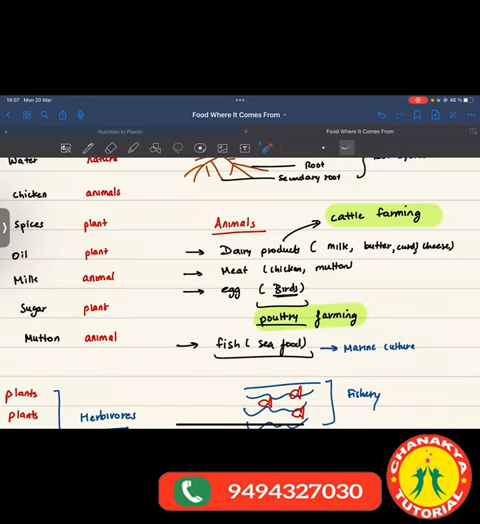 19:07 Mon 20 Mar
46 %
Food Where It Comes From
Nutrition in Plants
Food Where It Comes From
Water nature
Root
Secundary root
Chicken animals
Spices plant
Animals
cattle farming
Oil plant
→ Dairy products ( milk, butter, curd, cheese)
Milk animal
→ Meat (chicken, mutton)
→ egg ( Birds )
Sugar plant
poultry farming
Mutton animal
→ fish ( sea food ) → Marine culture
plants
plants
Herbivores
Fishery
9494327030
CHANAKYA
TUTORIAL